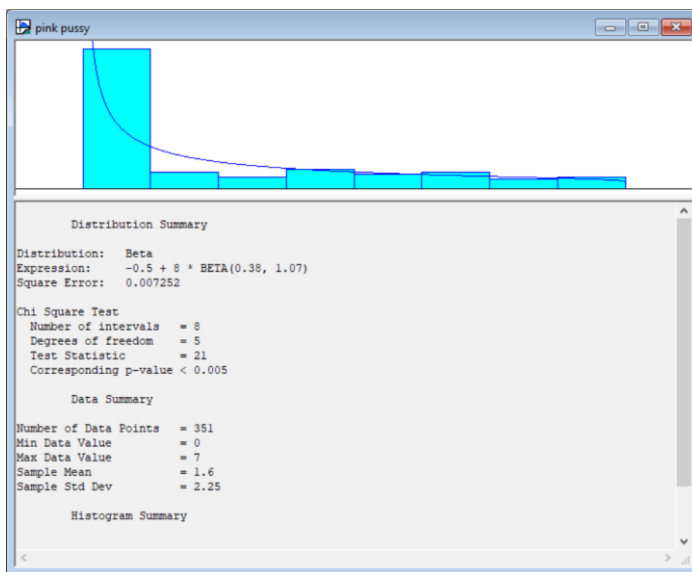 pink pussy
Distribution Summary
Distribution: Beta
Expression: -0.5 + 8 * BETA(0.38, 1.07)
Square Error: 0.007252
Chi Square Test
Number of intervals = 8
Degrees of freedom = 5
Test Statistic = 21
Corresponding p-value < 0.005
Data Summary
Number of Data Points = 351
Min Data Value = 0
Max Data Value = 7
Sample Mean = 1.6
Sample Std Dev = 2.25
Histogram Summary